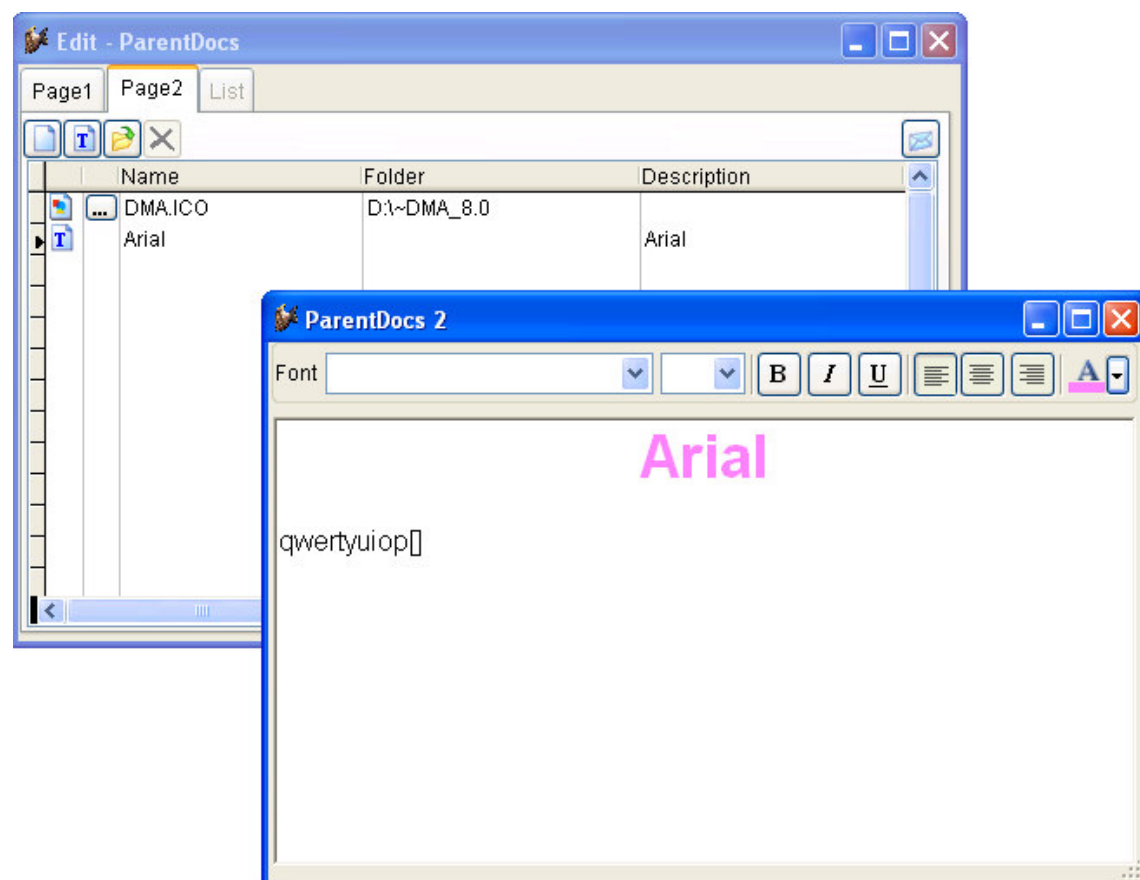 Edit - ParentDocs
Page1 Page2 List
T
Name Folder Description
... DMA.ICO D:\~DMA_8.0
T Arial Arial
ParentDocs 2
Font B I U A
Arial
qwertyuiop[]